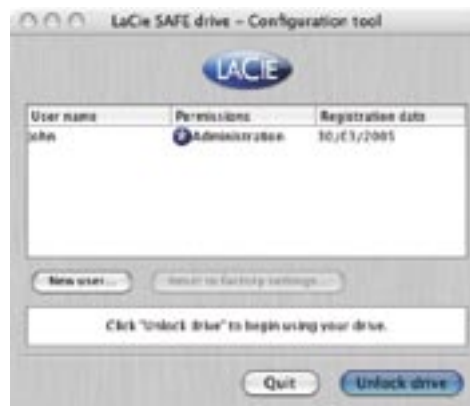 LaCie SAFE drive – Configuration tool
LACIE
User name Permissions Registration date
John Administration 30/03/2005
New user...
Reset to factory settings...
Click "Unlock drive" to begin using your drive.
Quit Unlock drive